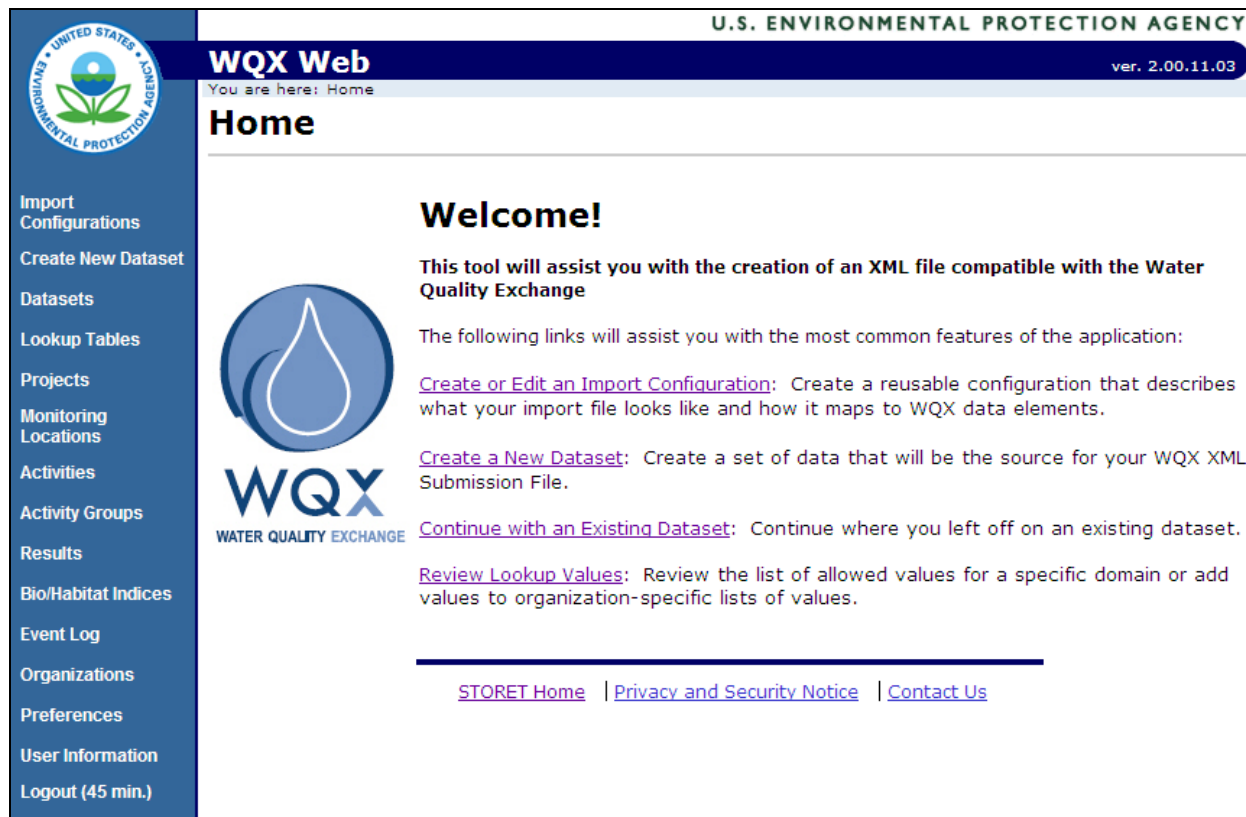 U.S. ENVIRONMENTAL PROTECTION AGENCY
UNITED STATES
ENVIRONMENTAL PROTECTION AGENCY
WQX Web
ver. 2.00.11.03
You are here: Home
Home
Import
Configurations
Create New Dataset
Datasets
Lookup Tables
Projects
Monitoring
Locations
Activities
Activity Groups
Results
Bio/Habitat Indices
Event Log
Organizations
Preferences
User Information
Logout (45 min.)
WQX
WATER QUALITY EXCHANGE
Welcome!
This tool will assist you with the creation of an XML file compatible with the Water
Quality Exchange
The following links will assist you with the most common features of the application:
Create or Edit an Import Configuration: Create a reusable configuration that describes
what your import file looks like and how it maps to WQX data elements.
Create a New Dataset: Create a set of data that will be the source for your WQX XML
Submission File.
Continue with an Existing Dataset: Continue where you left off on an existing dataset.
Review Lookup Values: Review the list of allowed values for a specific domain or add
values to organization-specific lists of values.
STORET Home | Privacy and Security Notice | Contact Us